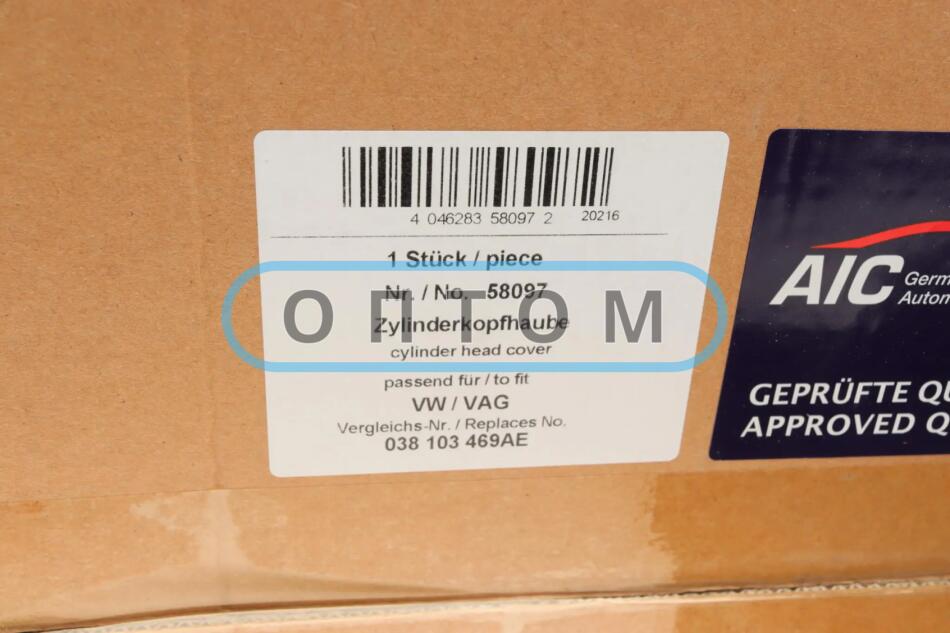 4 046283 58097 2 20216
1 Stück / piece
Nr. / No. 58097
ОПТОМ
Zylinderkopfhaube
cylinder head cover
passend für / to fit
VW / VAG
Vergleichs-Nr. / Replaces No.
038 103 469AE
AIC
GEPRÜFTE
APPROVED